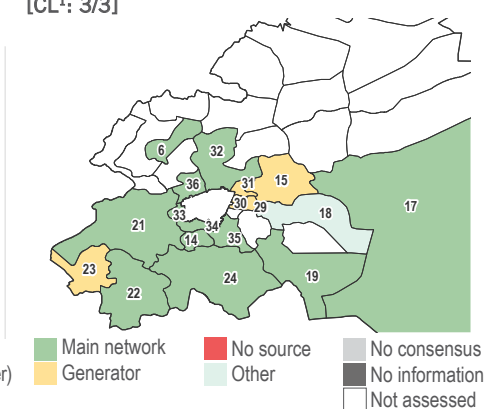 [CL¹: 3/3]
6
32
36
31
15
30
29
33
18
17
21
34
14
35
23
22
24
19
Main network
No source
No consensus
er)
Generator
Other
No information
Not assessed